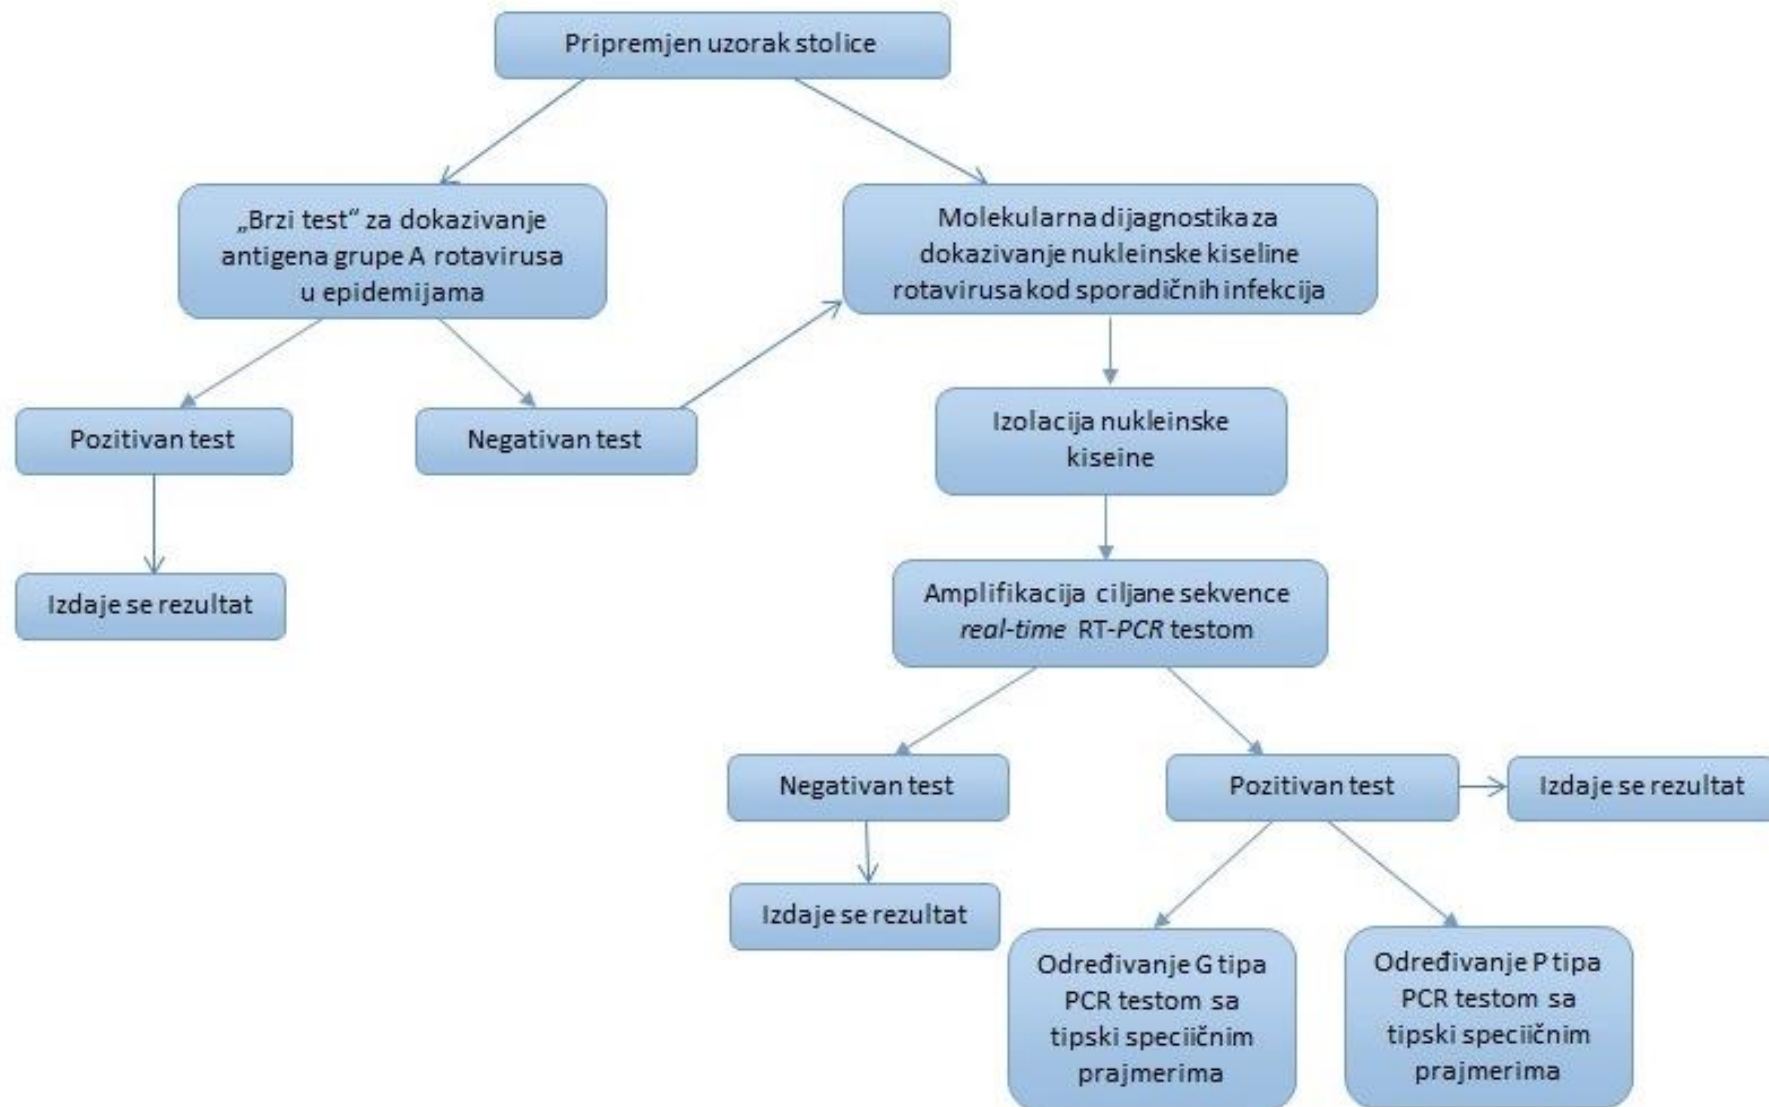 Pripremjen uzorak stolice
„Brzi test“ za dokazivanje
antigena grupe A rotavirusa
u epidemijama
Molekularna dijagnostika za
dokazivanje nukleinske kiseline
rotavirusa kod sporadičnih infekcija
Pozitivan test
Negativan test
Izolacija nukleinske
kiseine
Izdaje se rezultat
Amplifikacija ciljane sekvence
real-time RT-PCR testom
Negativan test
Pozitivan test
Izdaje se rezultat
Izdaje se rezultat
Određivanje G tipa
PCR testom sa
tipski speciičnim
prajmerima
Određivanje P tipa
PCR testom sa
tipski speciičnim
prajmerima